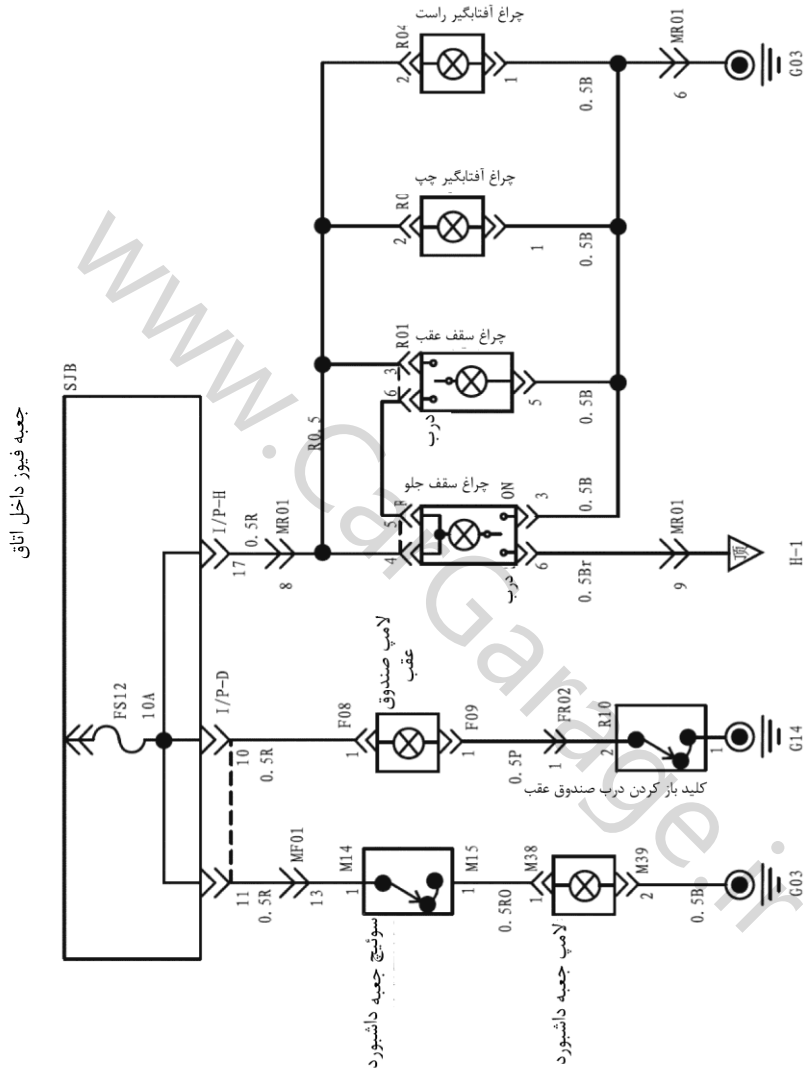 جعبه فیوز داخل اتاق
SJB
FS12
10A
I/P-H
17
0.5R
MR01
8
R0.5
I/P-D
10
0.5R
11
0.5R
MF01
13
چراغ آفتابگیر راست
R04
2
1
0.5B
MR01
6
G03
چراغ آفتابگیر چپ
R0
2
1
0.5B
چراغ سقف عقب
R01
3
6
درب
5
0.5B
چراغ سقف جلو
R
5
4
ON
درب
3
0.5B
6
0.5Br
MR01
9
顶
H-1
لامپ صندوق
عقب
F08
1
F09
1
0.5P
FR02
1
R10
2
1
کلید باز کردن درب صندوق عقب
G14
M14
1
M15
1
سوئیچ جعبه داشبورد
0.5RO
M38
1
M39
2
لامپ جعبه داشبورد
0.5B
G03
www.CarGarage.ir